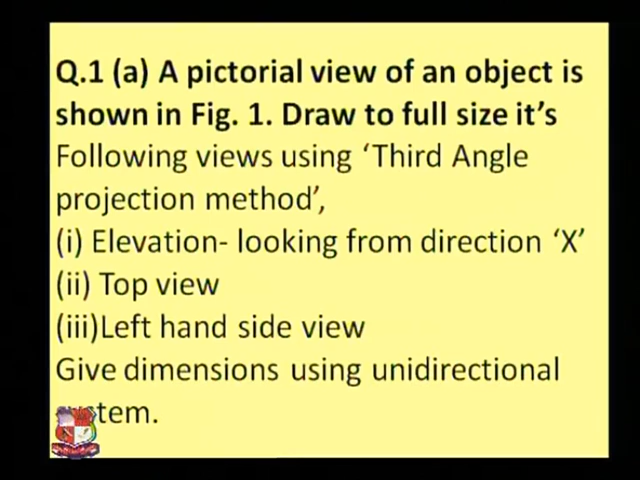 Q.1 (a) A pictorial view of an object is
shown in Fig. 1. Draw to full size it's
Following views using ‘Third Angle
projection method’,
(i) Elevation- looking from direction ‘X’
(ii) Top view
(iii)Left hand side view
Give dimensions using unidirectional
system.